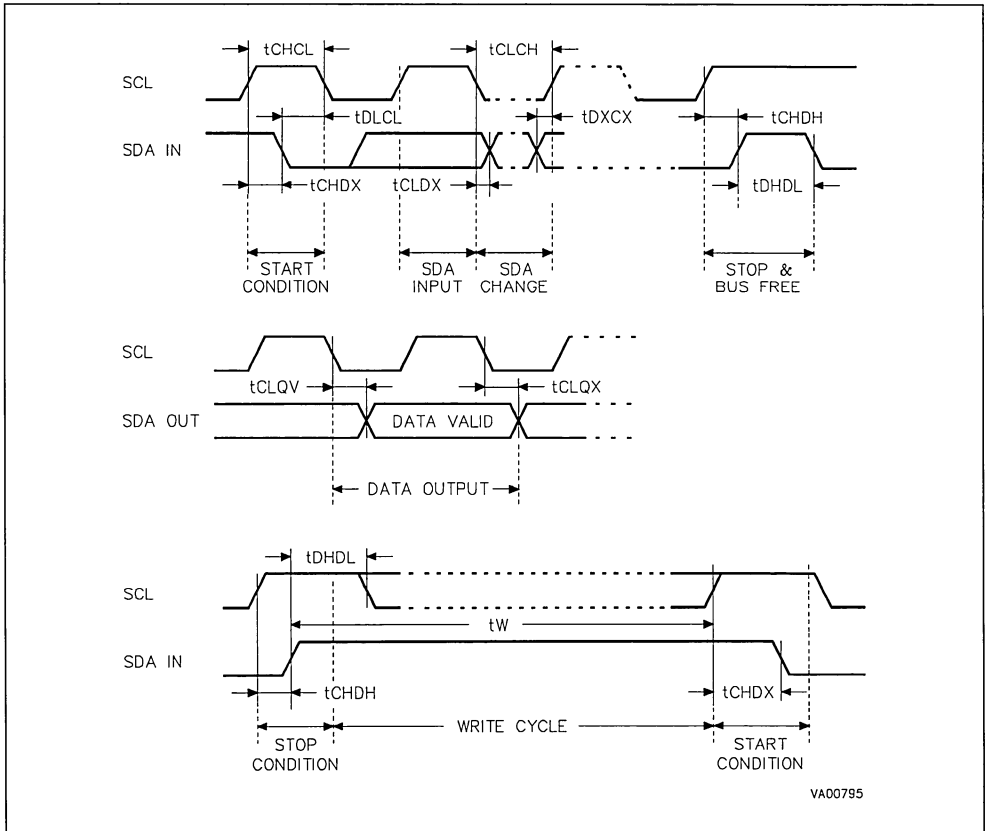 tCHCL
tCLCH
SCL
tDLCL
tDXCX
tCHDH
SDA IN
tCHDX
tCLDX
tDHDL
START
CONDITION
SDA
INPUT
SDA
CHANGE
STOP &
BUS FREE
SCL
tCLQV
tCLQX
SDA OUT
DATA VALID
DATA OUTPUT
tDHDL
SCL
tW
SDA IN
tCHDH
tCHDX
STOP
CONDITION
WRITE CYCLE
START
CONDITION
VA00795